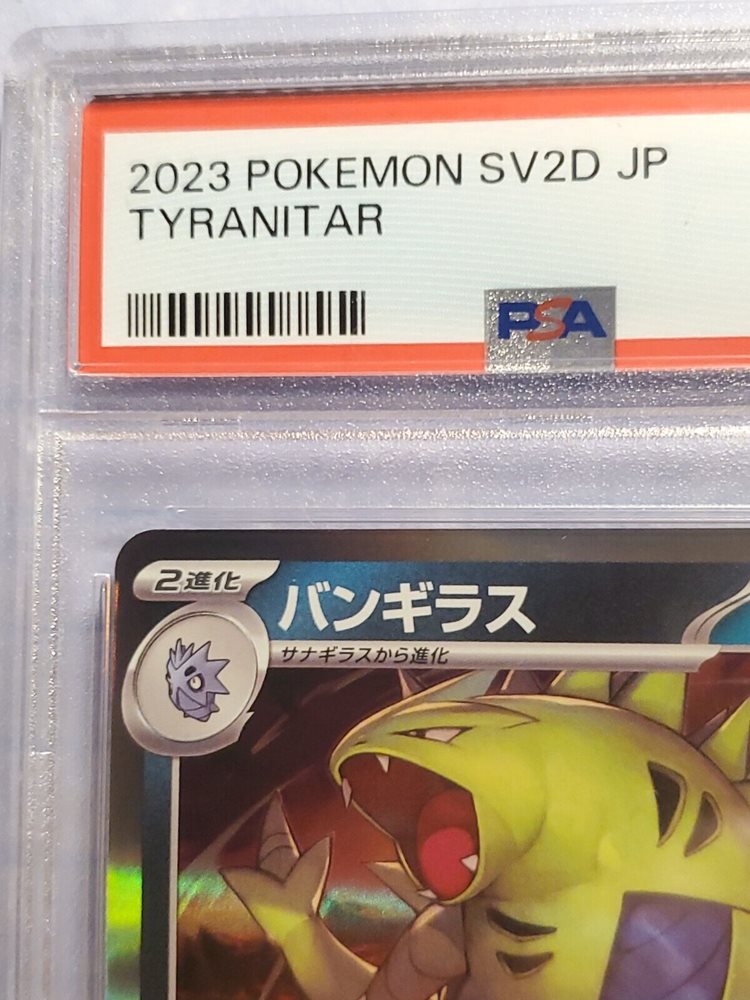 2023 POKEMON SV2D JP
TYRANITAR
PSA
2進化
バンギラス
サナギラスから進化